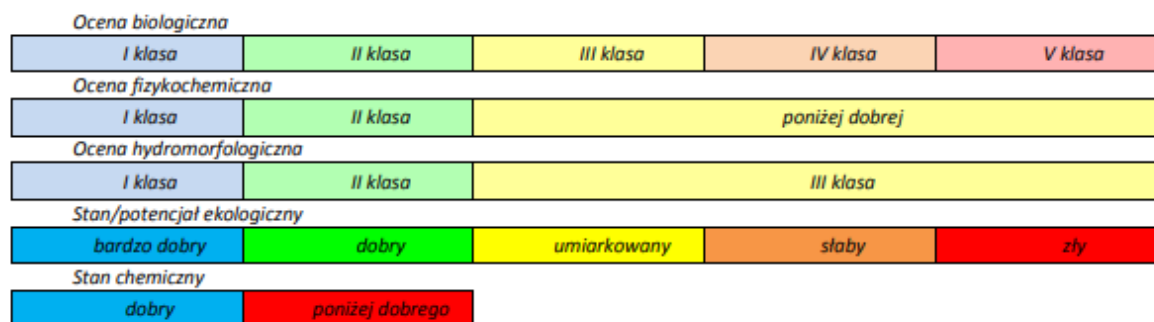 Ocena biologiczna
I klasa II klasa III klasa IV klasa V klasa
Ocena fizykochemiczna
I klasa II klasa poniżej dobrej
Ocena hydromorfologiczna
I klasa II klasa III klasa
Stan/potencjał ekologiczny
bardzo dobry dobry umiarkowany słaby zły
Stan chemiczny
dobry poniżej dobrego